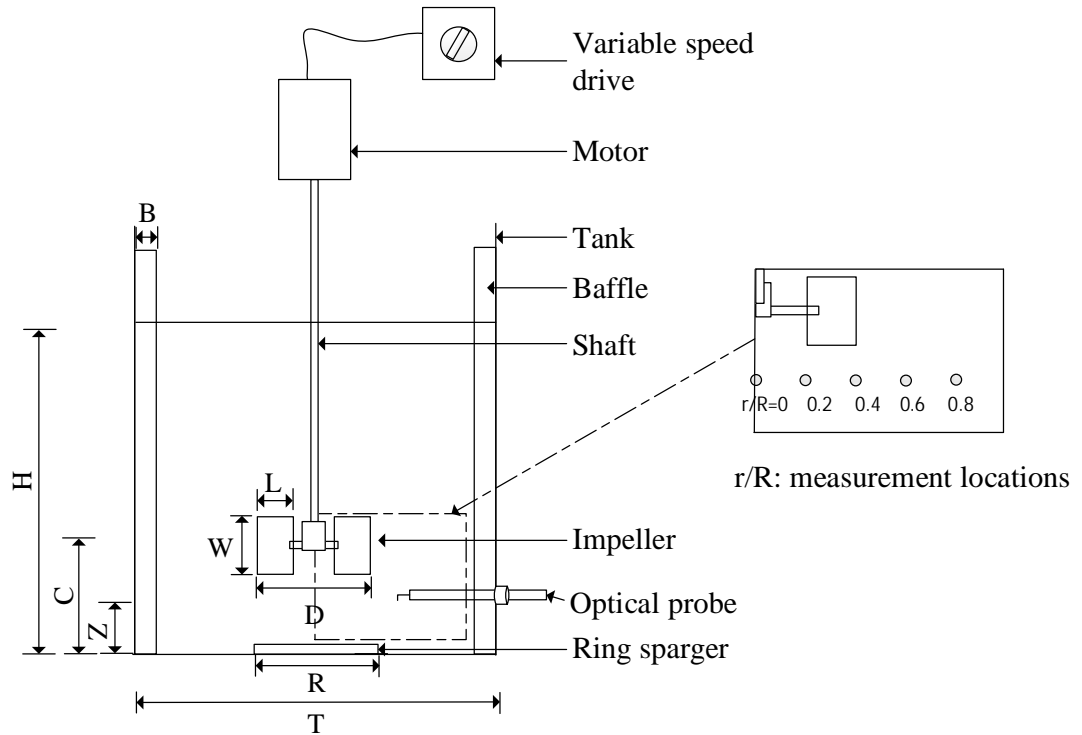 Variable speed
drive
Motor
B
Tank
Baffle
Shaft
r/R=0 0.2 0.4 0.6 0.8
r/R: measurement locations
H
L
W
Impeller
C
D
Optical probe
Z
Ring sparger
R
T